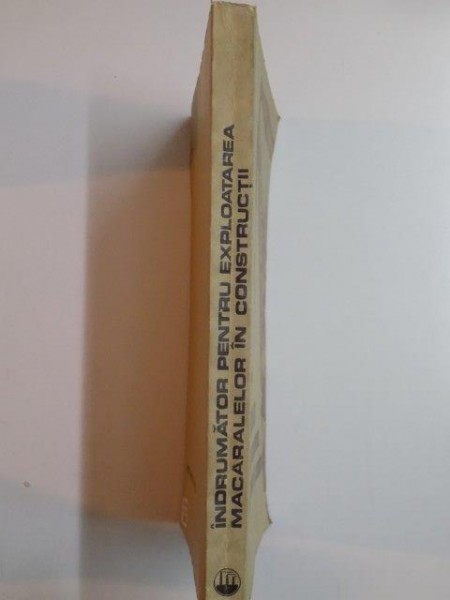 ÎNDRUMĂTOR PENTRU EXPLOATAREA
MACARALELOR ÎN CONSTRUCȚII